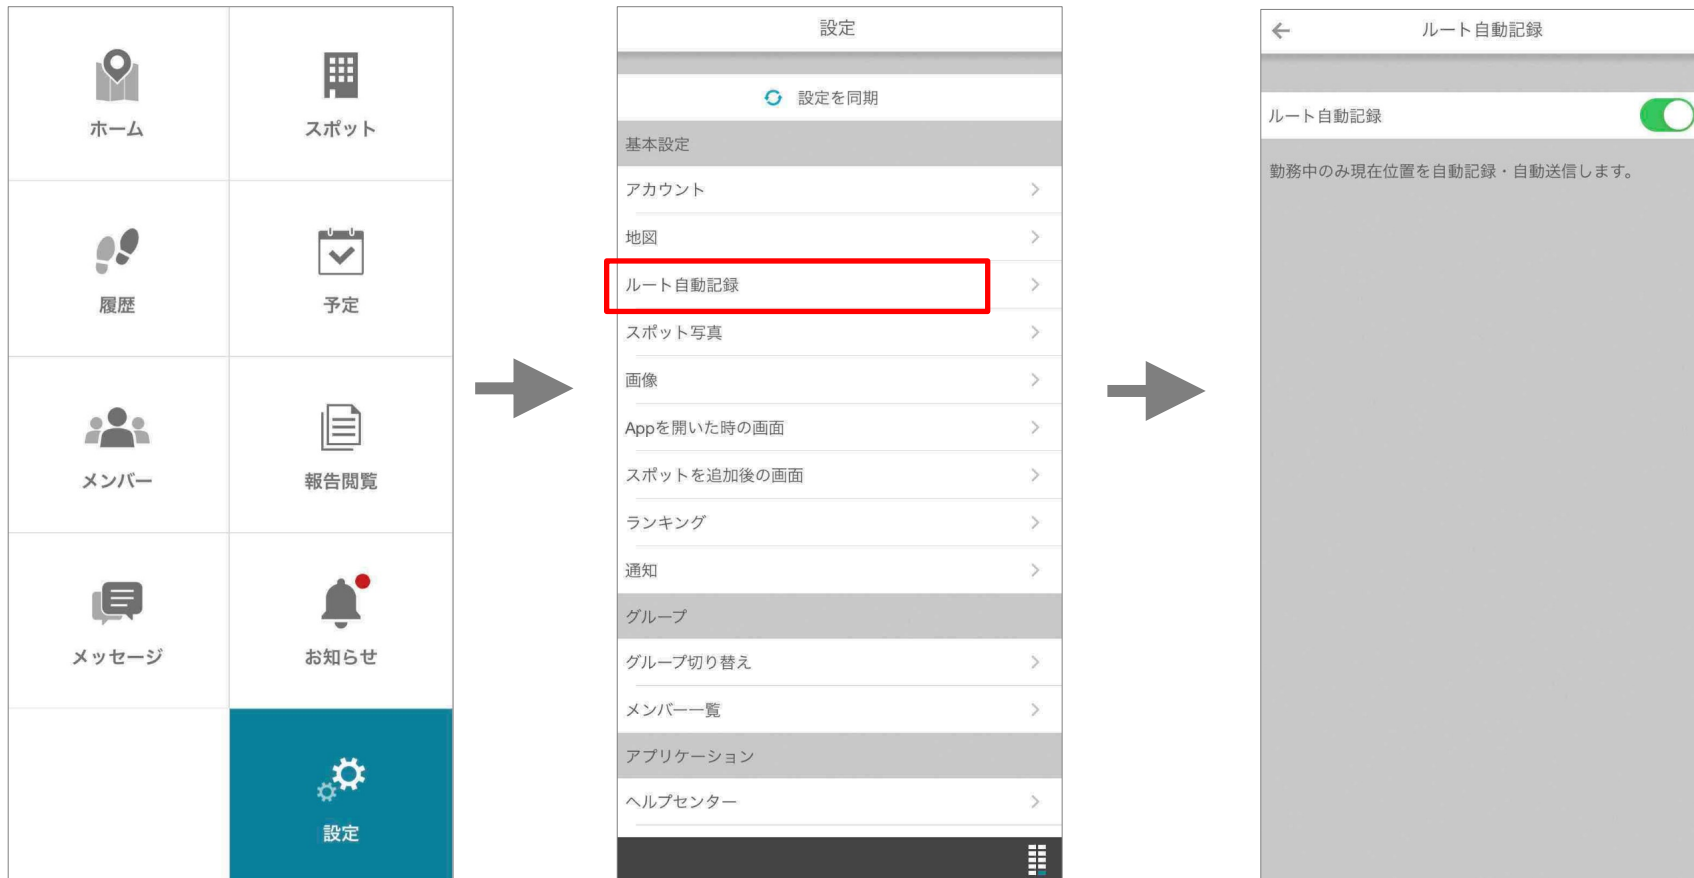 ホーム
スポット
履歴
予定
メンバー
報告閲覧
メッセージ
お知らせ
設定
設定
設定を同期
基本設定
アカウント
地図
ルート自動記録
スポット写真
画像
Appを開いた時の画面
スポットを追加後の画面
ランキング
通知
グループ
グループ切り替え
メンバー一覧
アプリケーション
ヘルプセンター
ルート自動記録
ルート自動記録
勤務中のみ現在位置を自動記録・自動送信します。